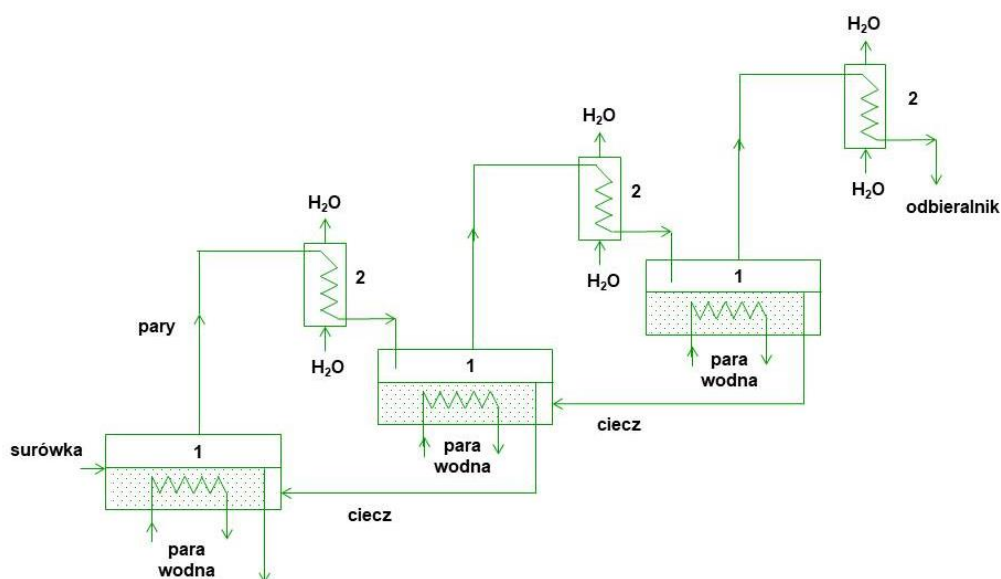 H₂O
2
H₂O
odbieralnik
H₂O
2
H₂O
1
para
wodna
H₂O
2
H₂O
pary
1
para
wodna
ciecz
surówka
1
para
wodna
ciecz